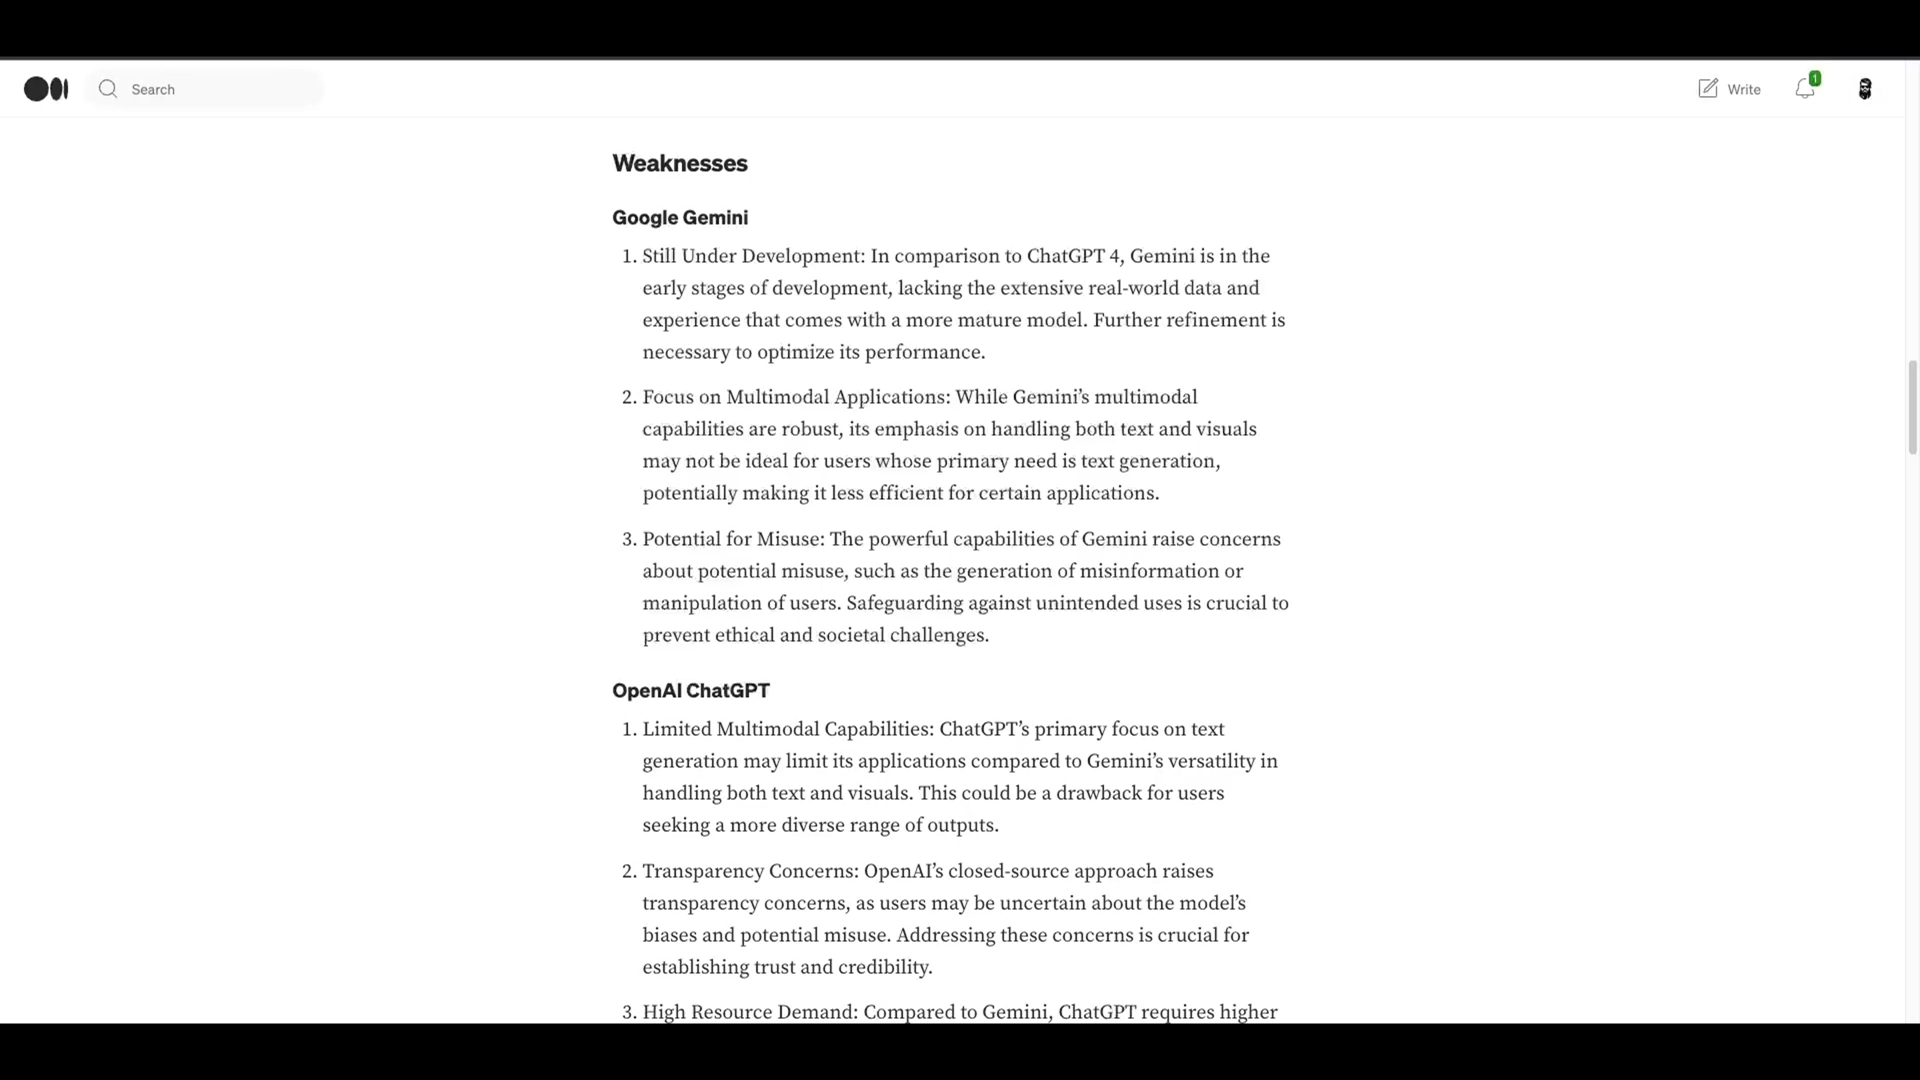 Search
Write
1
Weaknesses
Google Gemini
1. Still Under Development: In comparison to ChatGPT 4, Gemini is in the
early stages of development, lacking the extensive real-world data and
experience that comes with a more mature model. Further refinement is
necessary to optimize its performance.
2. Focus on Multimodal Applications: While Gemini’s multimodal
capabilities are robust, its emphasis on handling both text and visuals
may not be ideal for users whose primary need is text generation,
potentially making it less efficient for certain applications.
3. Potential for Misuse: The powerful capabilities of Gemini raise concerns
about potential misuse, such as the generation of misinformation or
manipulation of users. Safeguarding against unintended uses is crucial to
prevent ethical and societal challenges.
OpenAI ChatGPT
1. Limited Multimodal Capabilities: ChatGPT’s primary focus on text
generation may limit its applications compared to Gemini’s versatility in
handling both text and visuals. This could be a drawback for users
seeking a more diverse range of outputs.
2. Transparency Concerns: OpenAI’s closed-source approach raises
transparency concerns, as users may be uncertain about the model’s
biases and potential misuse. Addressing these concerns is crucial for
establishing trust and credibility.
3. High Resource Demand: Compared to Gemini, ChatGPT requires higher